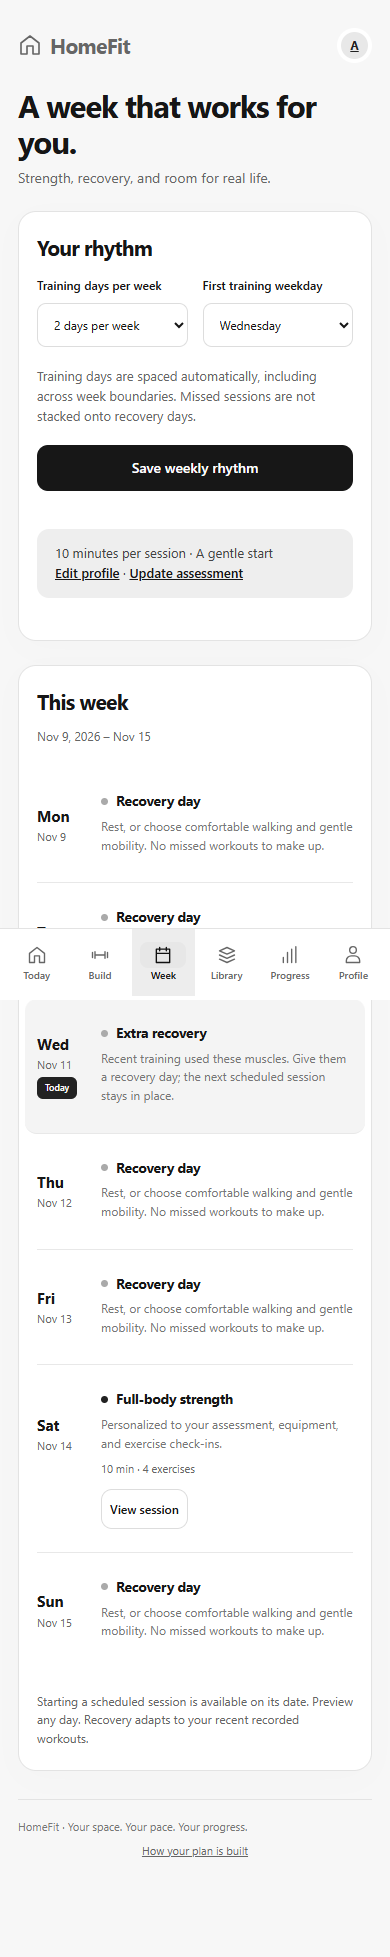 HomeFit
A
A week that works for
you.
Strength, recovery, and room for real life.
Your rhythm
Training days per week
First training weekday
2 days per week
Wednesday
Training days are spaced automatically, including
across week boundaries. Missed sessions are not
stacked onto recovery days.
Save weekly rhythm
10 minutes per session · A gentle start
Edit profile · Update assessment
This week
Nov 9, 2026 – Nov 15
Mon
Nov 9
Recovery day
Rest, or choose comfortable walking and gentle
mobility. No missed workouts to make up.
Recovery day
Today
Build
Week
Library
Progress
Profile
Wed
Nov 11
Today
Extra recovery
Recent training used these muscles. Give them
a recovery day; the next scheduled session
stays in place.
Thu
Nov 12
Recovery day
Rest, or choose comfortable walking and gentle
mobility. No missed workouts to make up.
Fri
Nov 13
Recovery day
Rest, or choose comfortable walking and gentle
mobility. No missed workouts to make up.
Sat
Nov 14
Full-body strength
Personalized to your assessment, equipment,
and exercise check-ins.
10 min · 4 exercises
View session
Sun
Nov 15
Recovery day
Rest, or choose comfortable walking and gentle
mobility. No missed workouts to make up.
Starting a scheduled session is available on its date. Preview
any day. Recovery adapts to your recent recorded
workouts.
HomeFit · Your space. Your pace. Your progress.
How your plan is built